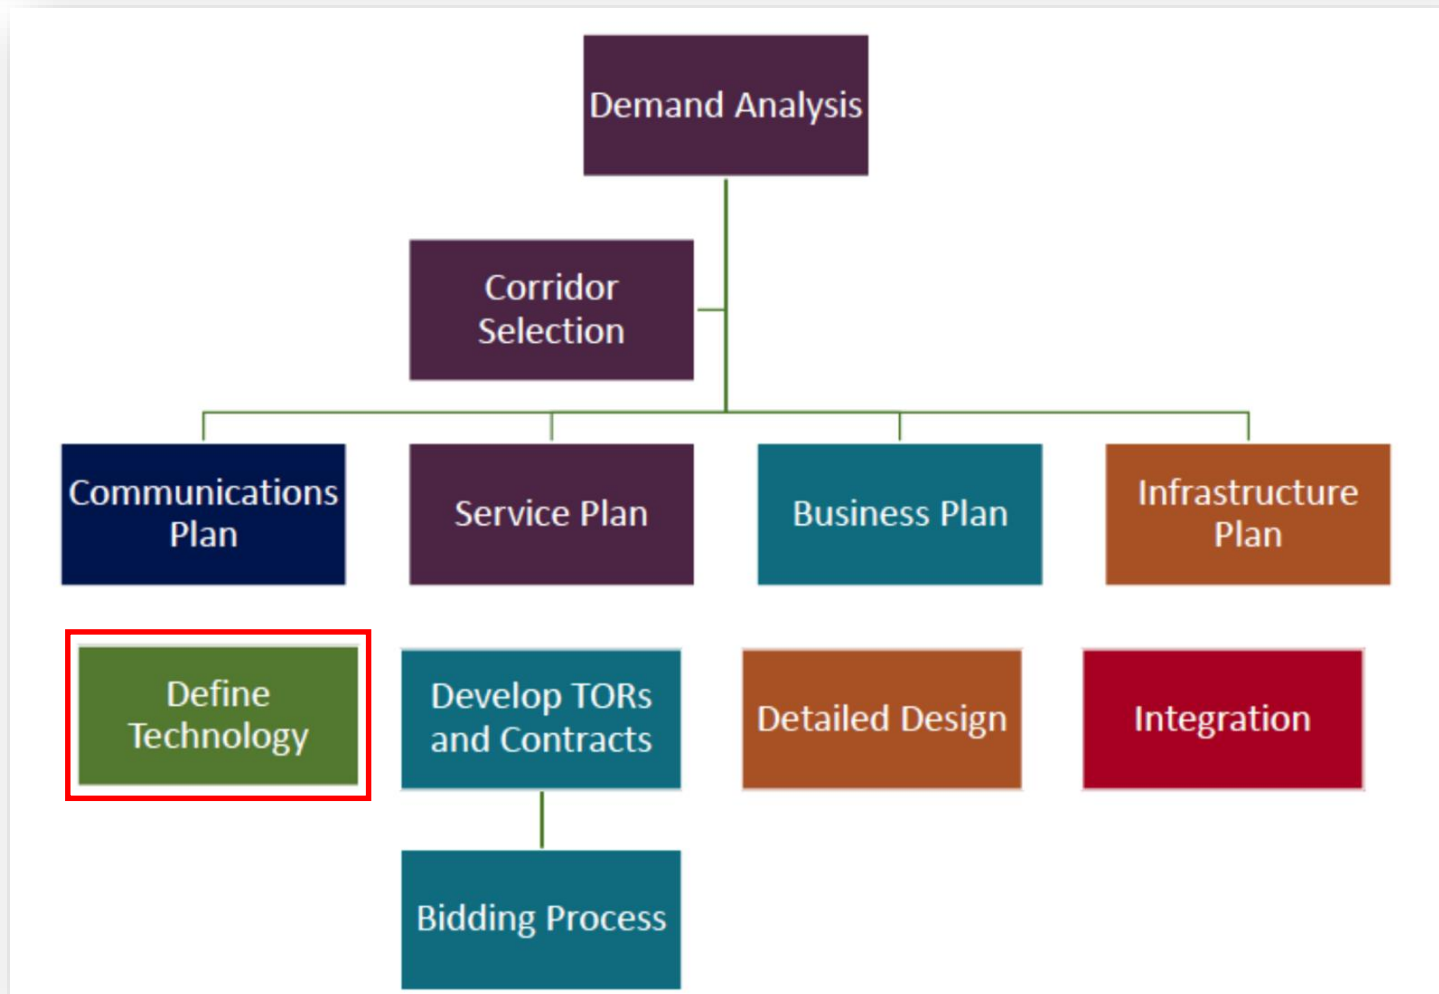 Demand Analysis
Corridor
Selection
Communications
Plan
Service Plan
Business Plan
Infrastructure
Plan
Define
Technology
Develop TORs
and Contracts
Detailed Design
Integration
Bidding Process